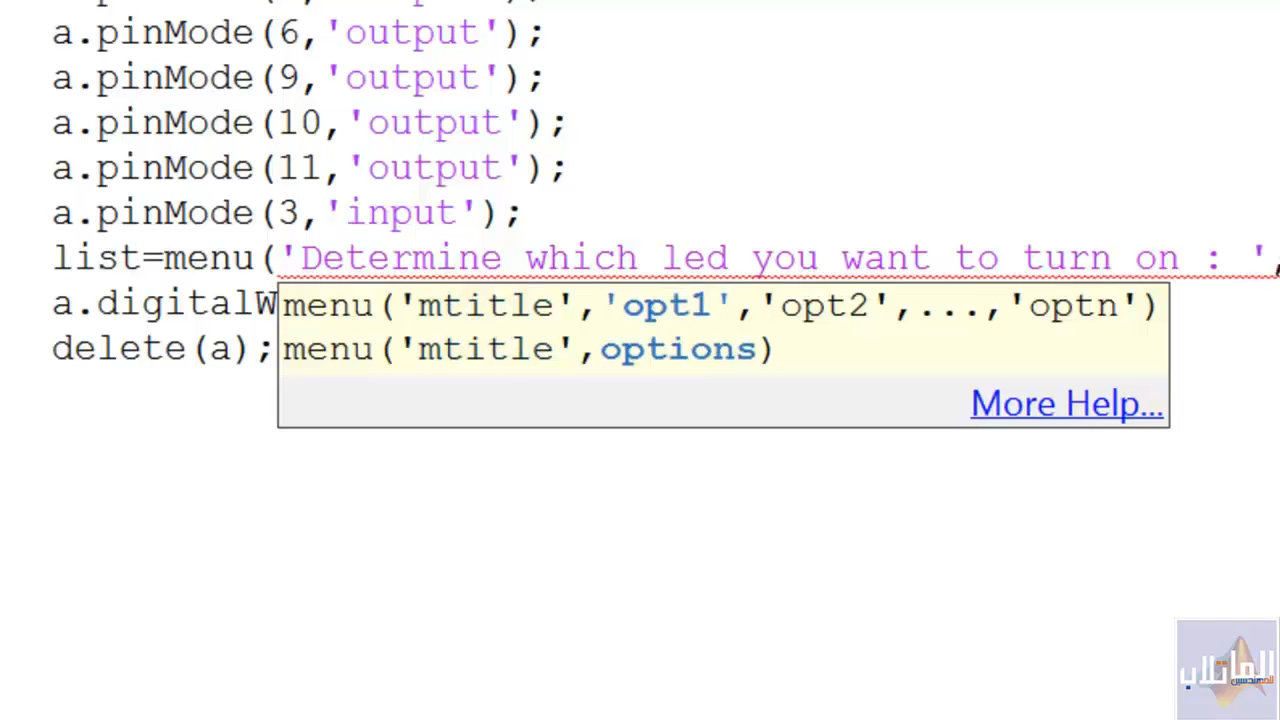 a.pinMode(6,'output');
a.pinMode(9,'output');
a.pinMode(10,'output');
a.pinMode(11,'output');
a.pinMode(3,'input');
list=menu('Determine which led you want to turn on : ',
a.digitalW
menu('mtitle','opt1','opt2',...,'optn')
delete(a);
menu('mtitle',options)
More Help...
الماتلاب
للمهندسين